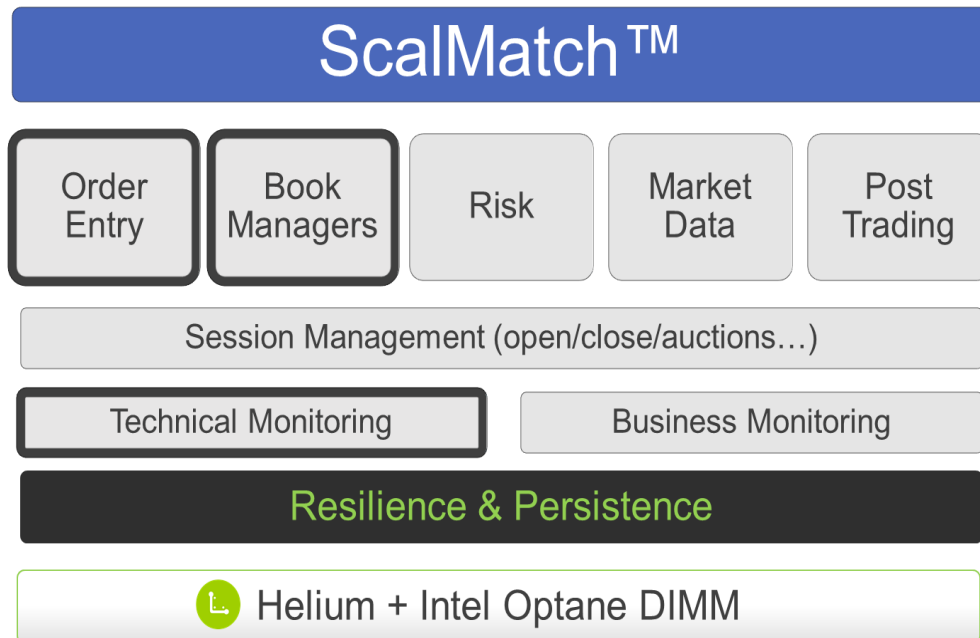 ScalMatch™
Order
Entry
Book
Managers
Risk
Market
Data
Post
Trading
Session Management (open/close/auctions…)
Technical Monitoring
Business Monitoring
Resilience & Persistence
Helium + Intel Optane DIMM